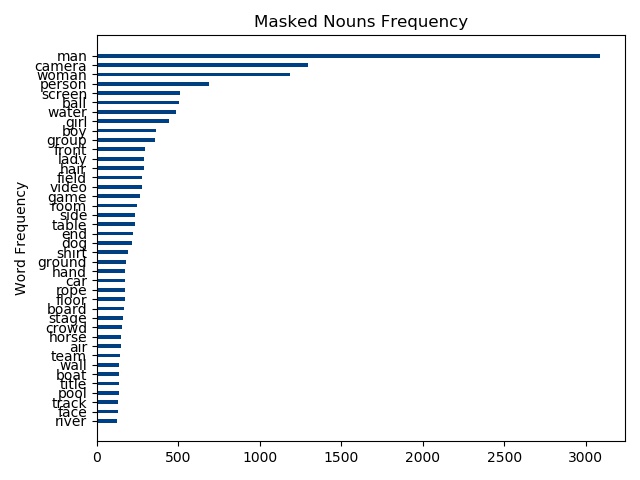 Masked Nouns Frequency
Word Frequency
man
camera
woman
person
screen
ball
water
girl
boy
group
front
lady
hair
field
video
game
room
side
table
end
dog
shirt
ground
hand
car
rope
floor
board
stage
crowd
horse
air
team
wall
boat
title
pool
track
face
river
0 500 1000 1500 2000 2500 3000